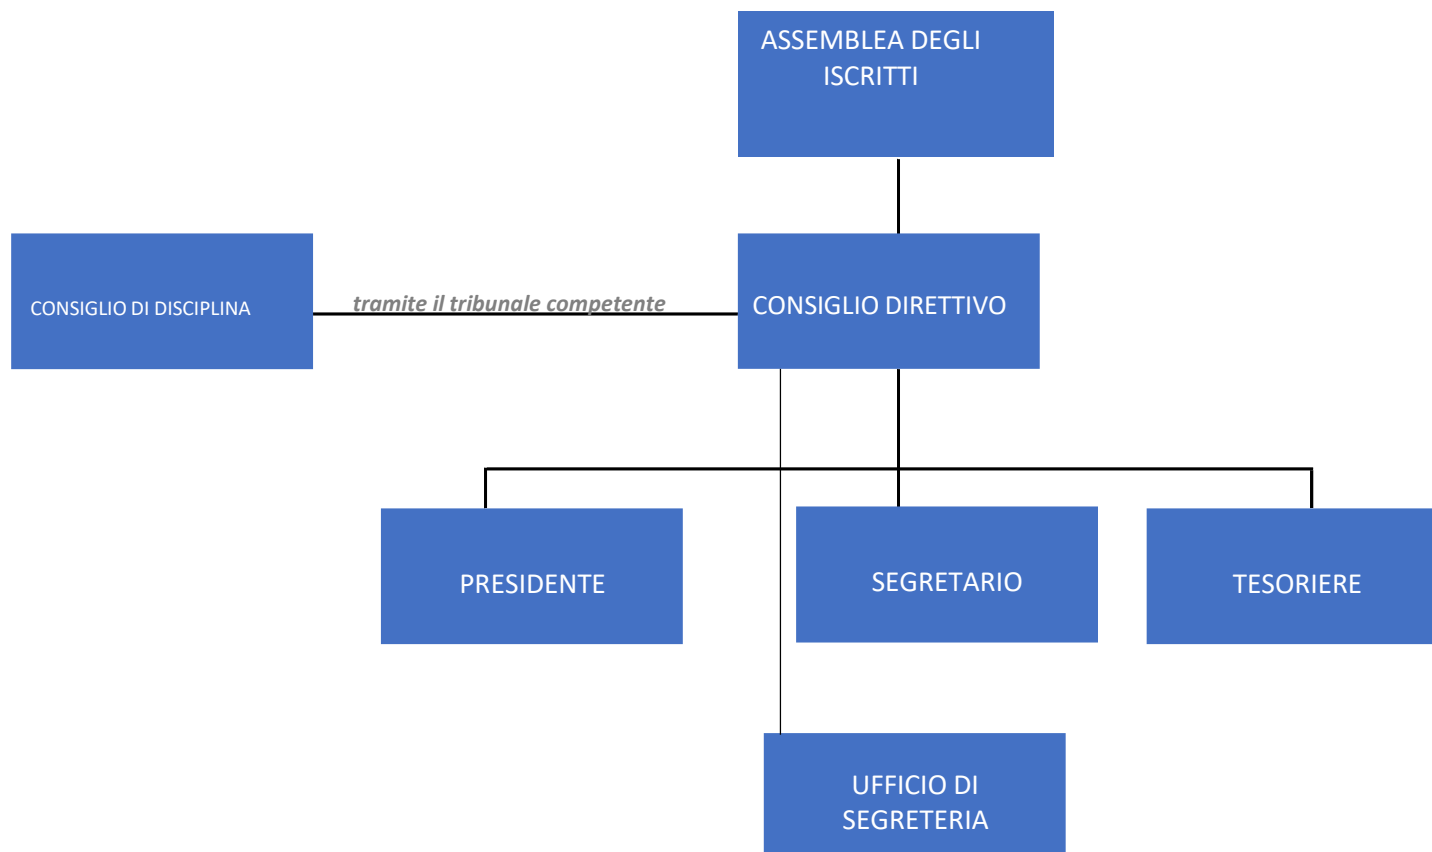 ASSEMBLEA DEGLI
ISCRITTI
CONSIGLIO DI DISCIPLINA
tramite il tribunale competente
CONSIGLIO DIRETTIVO
PRESIDENTE
SEGRETARIO
TESORIERE
UFFICIO DI
SEGRETERIA